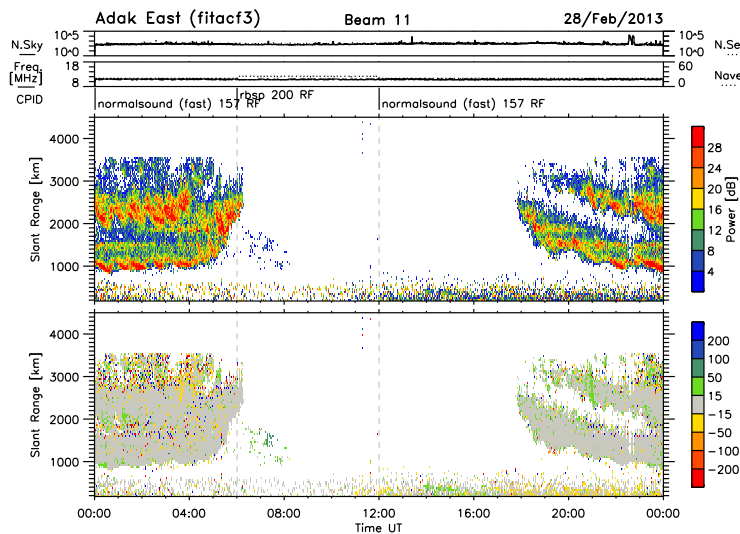 Adak East (fitacf3) Beam 11 28/Feb/2013
N.Sky 10^5 10^0 10^5 10^0 N.Se
Freq. [MHz] 18 8 60 0 Nave
CPID normalsound (fast) 157 RF rbsp 200 RF normalsound (fast) 157 RF
Slant Range [km] 4000 3000 2000 1000
Power [dB] 28 24 20 16 12 8 4
Slant Range [km] 4000 3000 2000 1000
200 100 50 15 -15 -50 -100 -200
00:00 04:00 08:00 12:00 16:00 20:00 00:00
Time UT